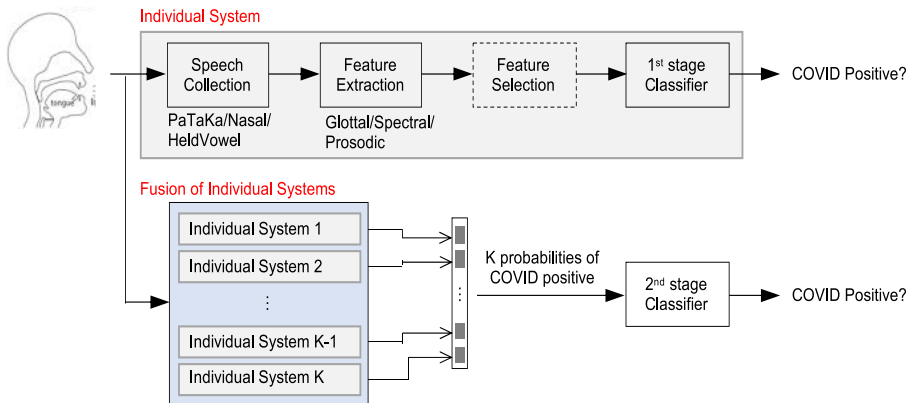 Individual System
tongue
Speech
Collection
Feature
Extraction
Feature
Selection
1st stage
Classifier
COVID Positive?
PaTaKa/Nasal/
HeldVowel
Glottal/Spectral/
Prosodic
Fusion of Individual Systems
Individual System 1
Individual System 2
⋮
Individual System K-1
Individual System K
⋮
K probabilities of
COVID positive
2nd stage
Classifier
COVID Positive?